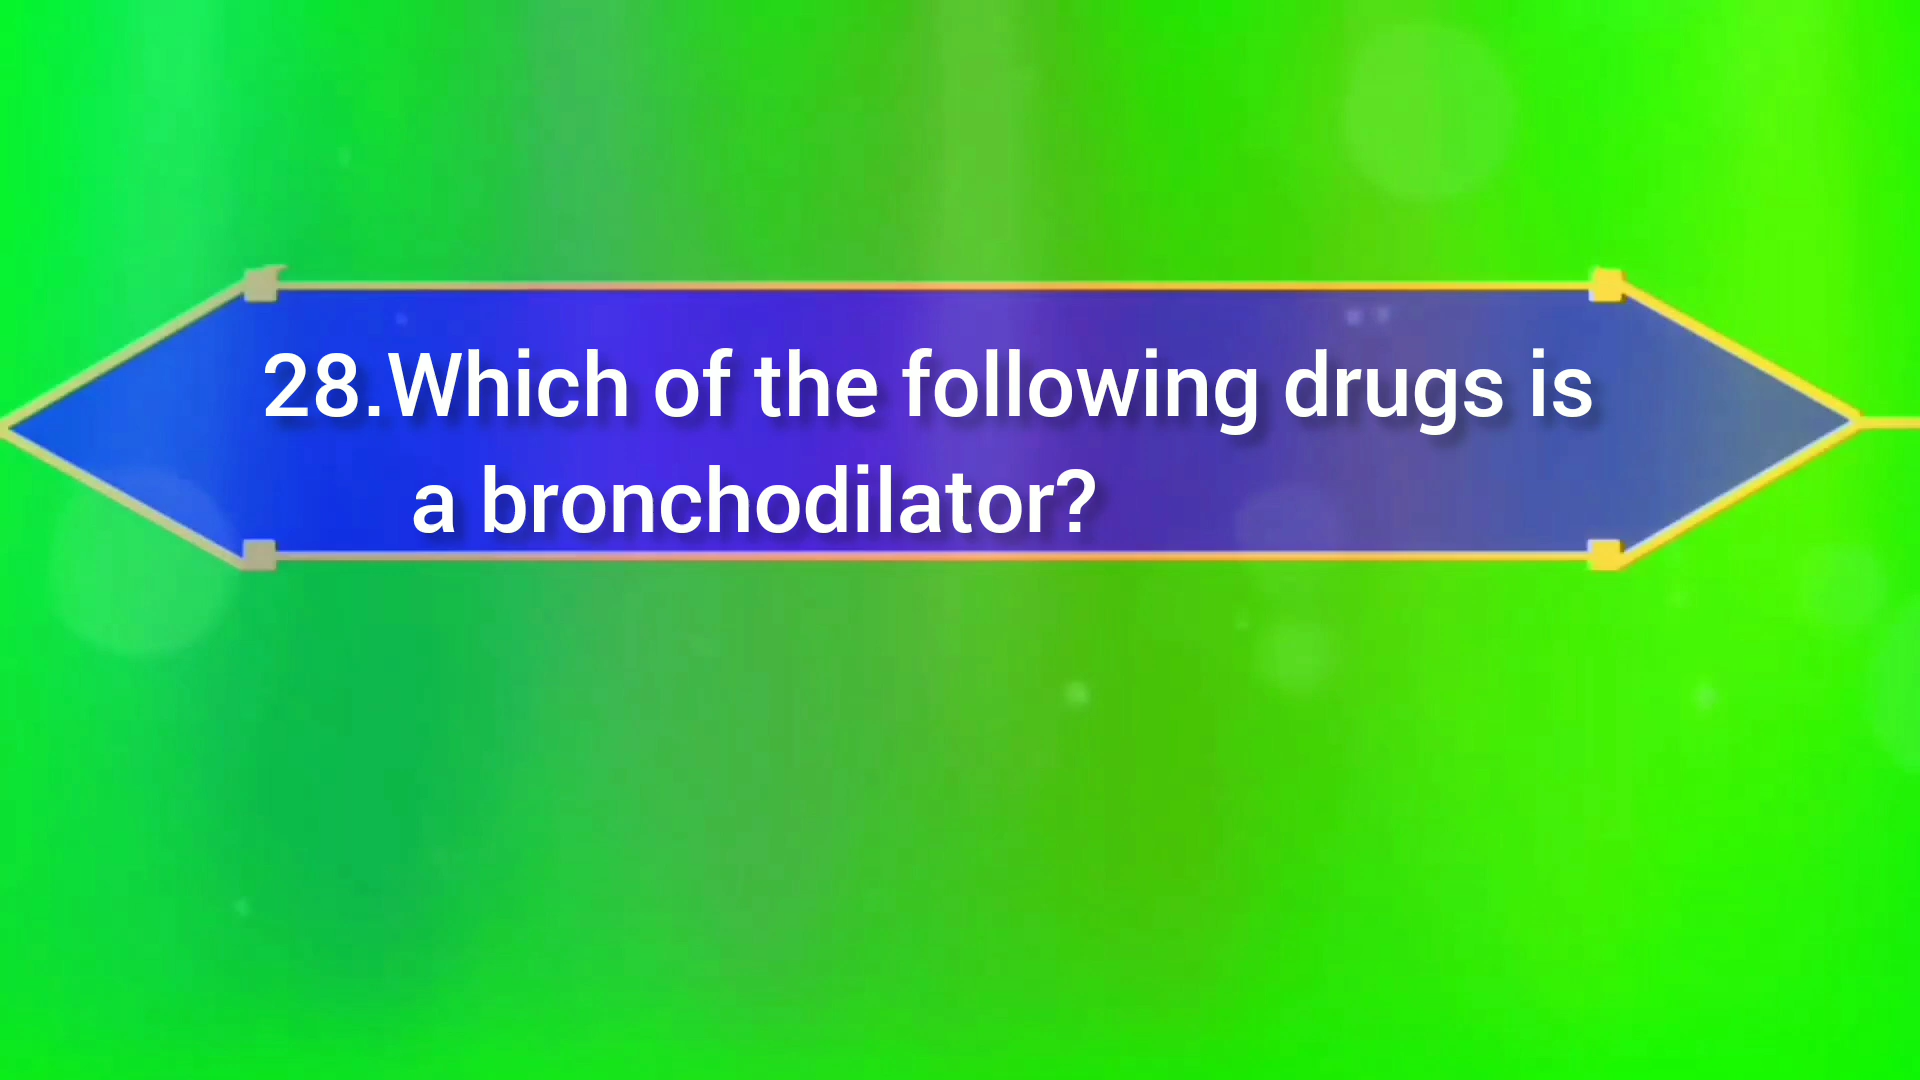 28.Which of the following drugs is
a bronchodilator?